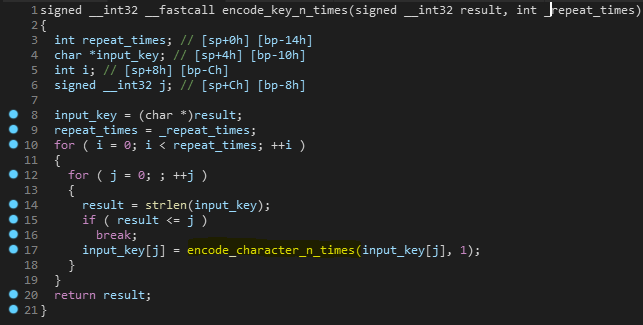 1 signed __int32 __fastcall encode_key_n_times(signed __int32 result, int _repeat_times)
2 {
3   int repeat_times; // [sp+0h] [bp-14h]
4   char *input_key; // [sp+4h] [bp-10h]
5   int i; // [sp+8h] [bp-Ch]
6   signed __int32 j; // [sp+Ch] [bp-8h]
7
8   input_key = (char *)result;
9   repeat_times = _repeat_times;
10   for ( i = 0; i < repeat_times; ++i )
11   {
12     for ( j = 0; ; ++j )
13     {
14       result = strlen(input_key);
15       if ( result <= j )
16         break;
17       input_key[j] = encode_character_n_times(input_key[j], 1);
18     }
19   }
20   return result;
21 }